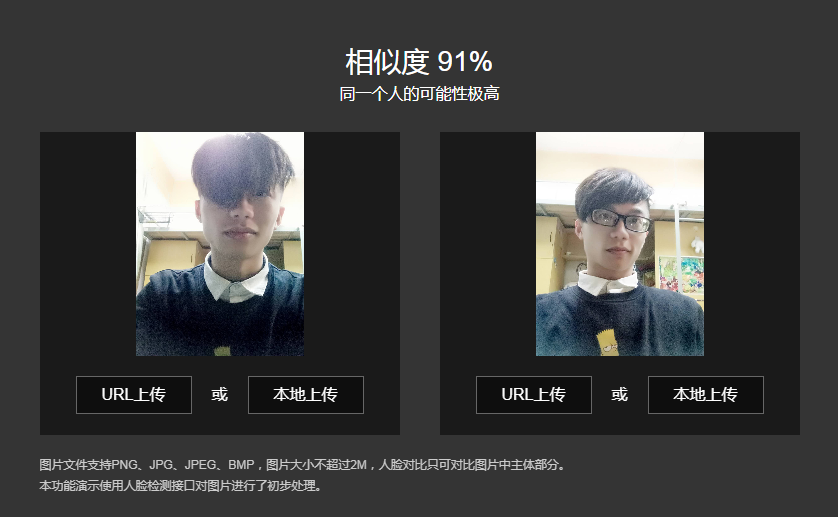 相似度 91%
同一个人的可能性极高
URL上传 或 本地上传 URL上传 或 本地上传
图片文件支持PNG、JPG、JPEG、BMP，图片大小不超过2M，人脸对比只可对比图片中主体部分。
本功能演示使用人脸检测接口对图片进行了初步处理。